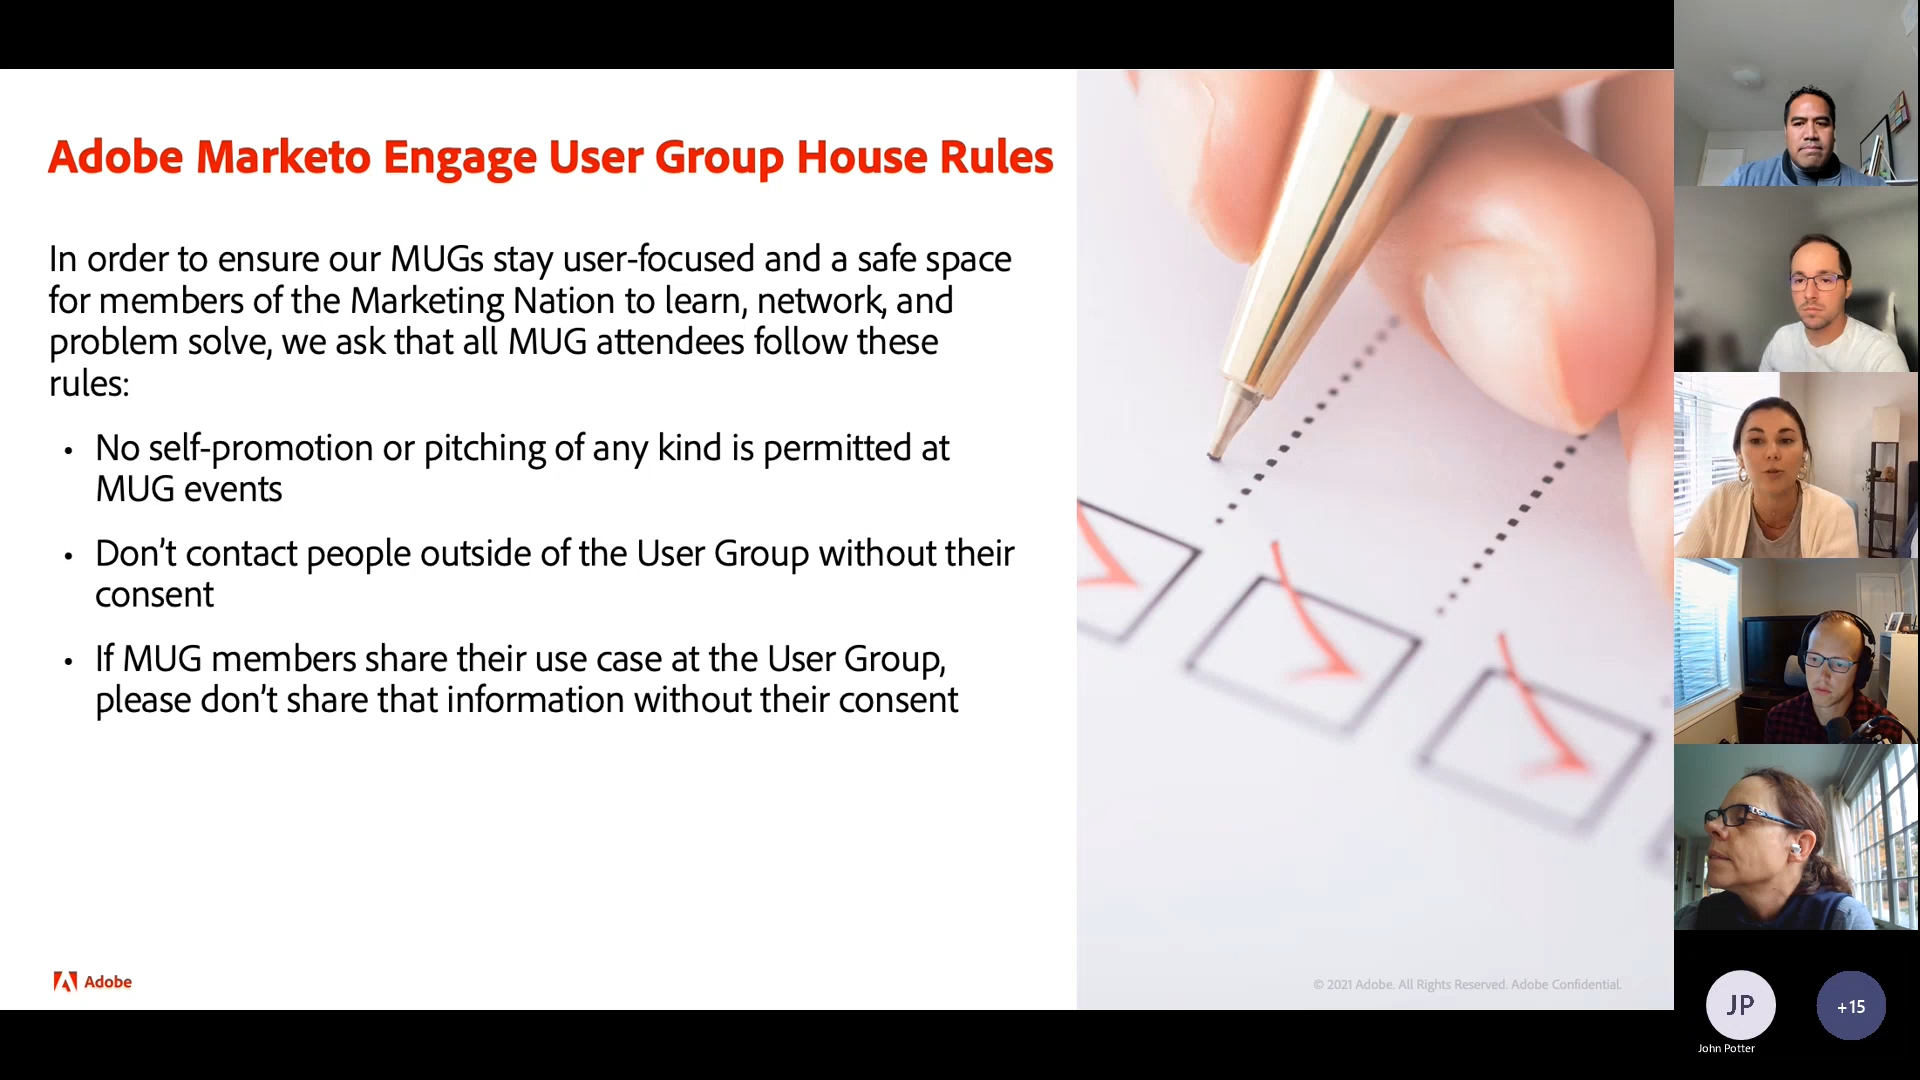 Adobe Marketo Engage User Group House Rules
In order to ensure our MUGs stay user-focused and a safe space
for members of the Marketing Nation to learn, network, and
problem solve, we ask that all MUG attendees follow these
rules:
• No self-promotion or pitching of any kind is permitted at
MUG events
• Don’t contact people outside of the User Group without their
consent
• If MUG members share their use case at the User Group,
please don’t share that information without their consent
Adobe
© 2021 Adobe. All Rights Reserved. Adobe Confidential.
JP
+15
John Potter